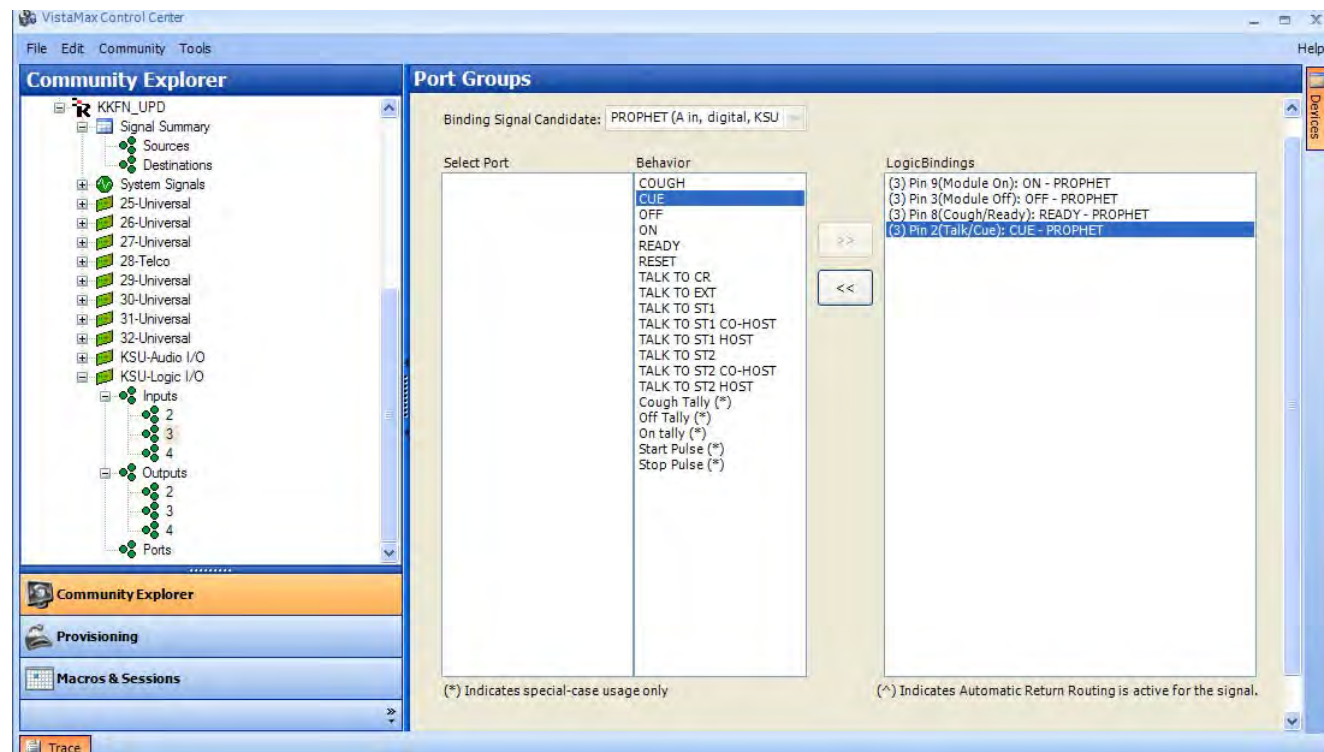 VistaMax Control Center
File Edit Community Tools
Help
Community Explorer
KKFN_UPD
Signal Summary
Sources
Destinations
System Signals
25-Universal
26-Universal
27-Universal
28-Telco
29-Universal
30-Universal
31-Universal
32-Universal
KSU-Audio I/O
KSU-Logic I/O
Inputs
2
3
4
Outputs
2
3
4
Ports
Community Explorer
Provisioning
Macros & Sessions
Trace
Port Groups
Binding Signal Candidate: PROPHET (A in, digital, KSU
Select Port
Behavior
COUGH
CUE
OFF
ON
READY
RESET
TALK TO CR
TALK TO EXT
TALK TO ST1
TALK TO ST1 CO-HOST
TALK TO ST1 HOST
TALK TO ST2
TALK TO ST2 CO-HOST
TALK TO ST2 HOST
Cough Tally (*)
Off Tally (*)
On tally (*)
Start Pulse (*)
Stop Pulse (*)
>>
<<
LogicBindings
(3) Pin 9(Module On): ON - PROPHET
(3) Pin 3(Module Off): OFF - PROPHET
(3) Pin 8(Cough/Ready): READY - PROPHET
(3) Pin 2(Talk/Cue): CUE - PROPHET
(*) Indicates special-case usage only
(^) Indicates Automatic Return Routing is active for the signal.
Devices